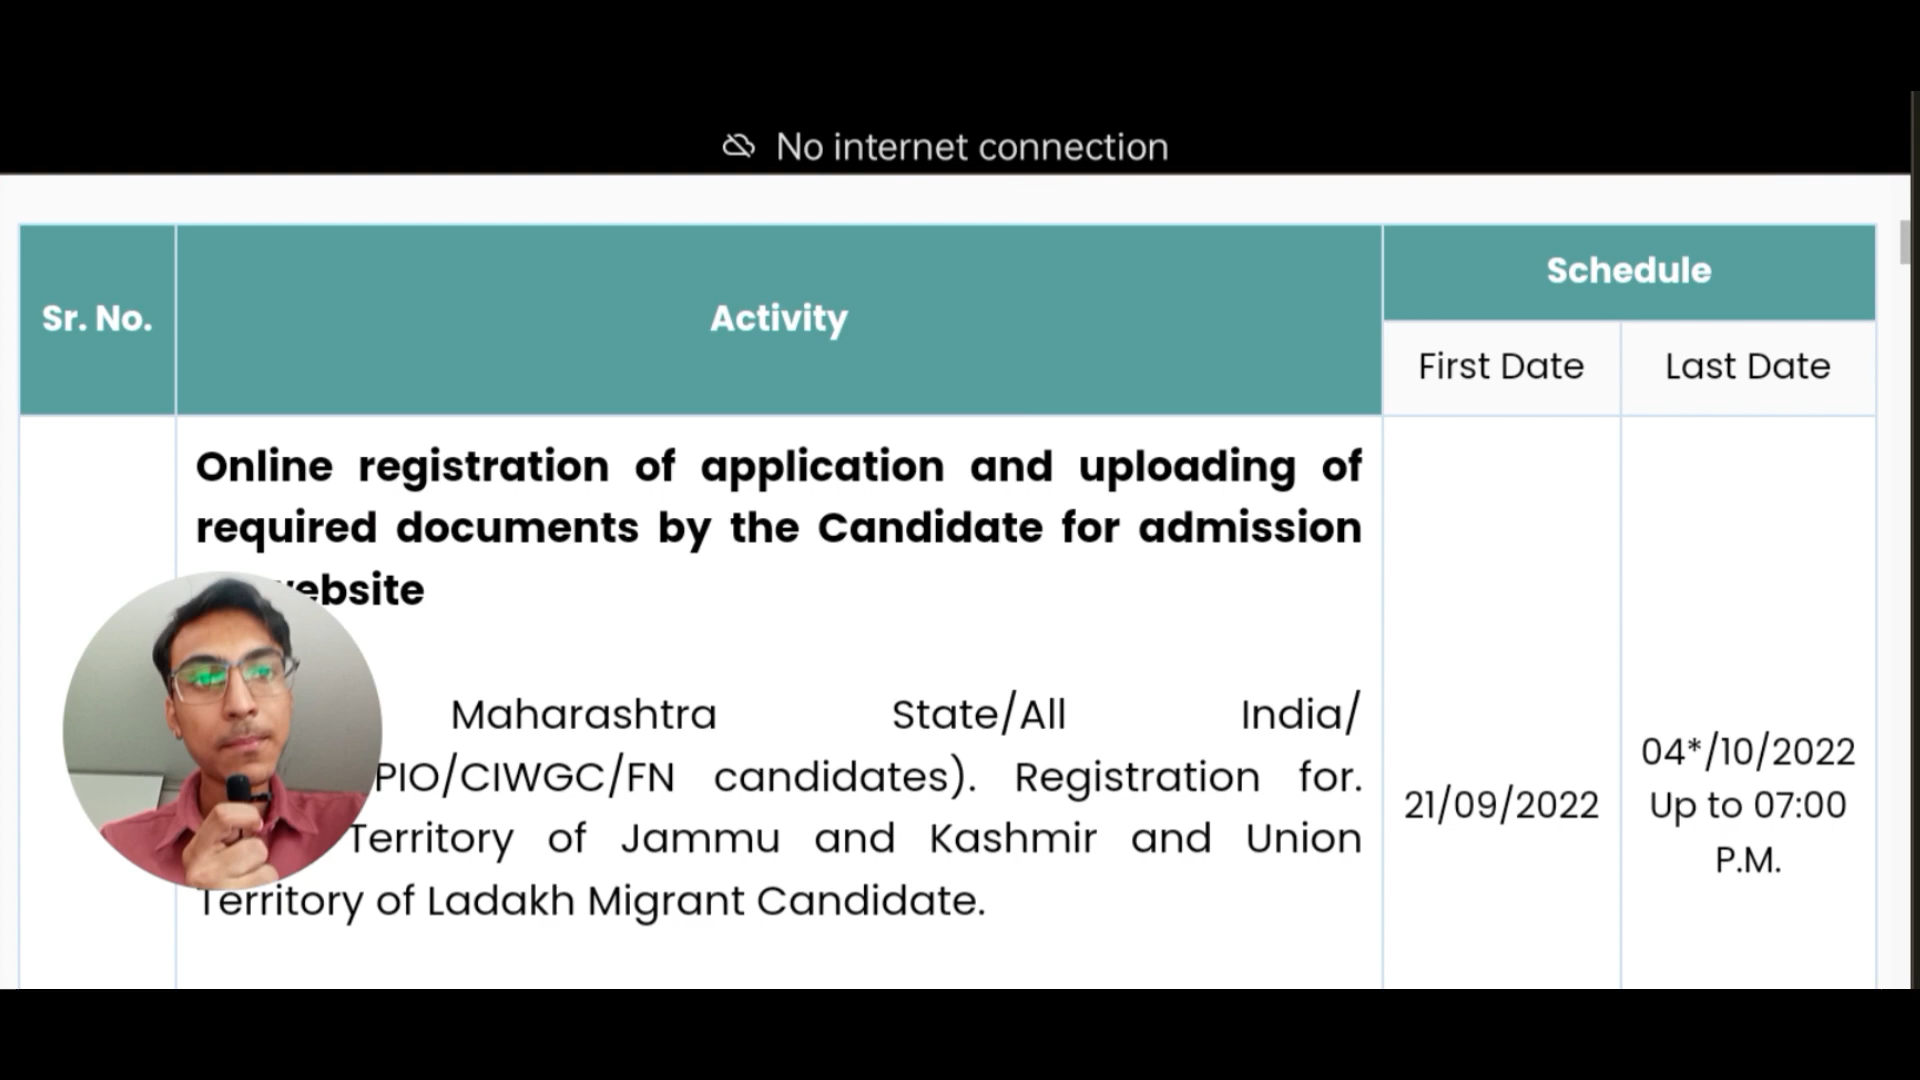 No internet connection
Sr. No.
Activity
Schedule
First Date
Last Date
Online registration of application and uploading of
required documents by the Candidate for admission
Maharashtra State/All India/
PIO/CIWGC/FN candidates). Registration for.
Territory of Jammu and Kashmir and Union
Territory of Ladakh Migrant Candidate.
21/09/2022
04*/10/2022
Up to 07:00
P.M.